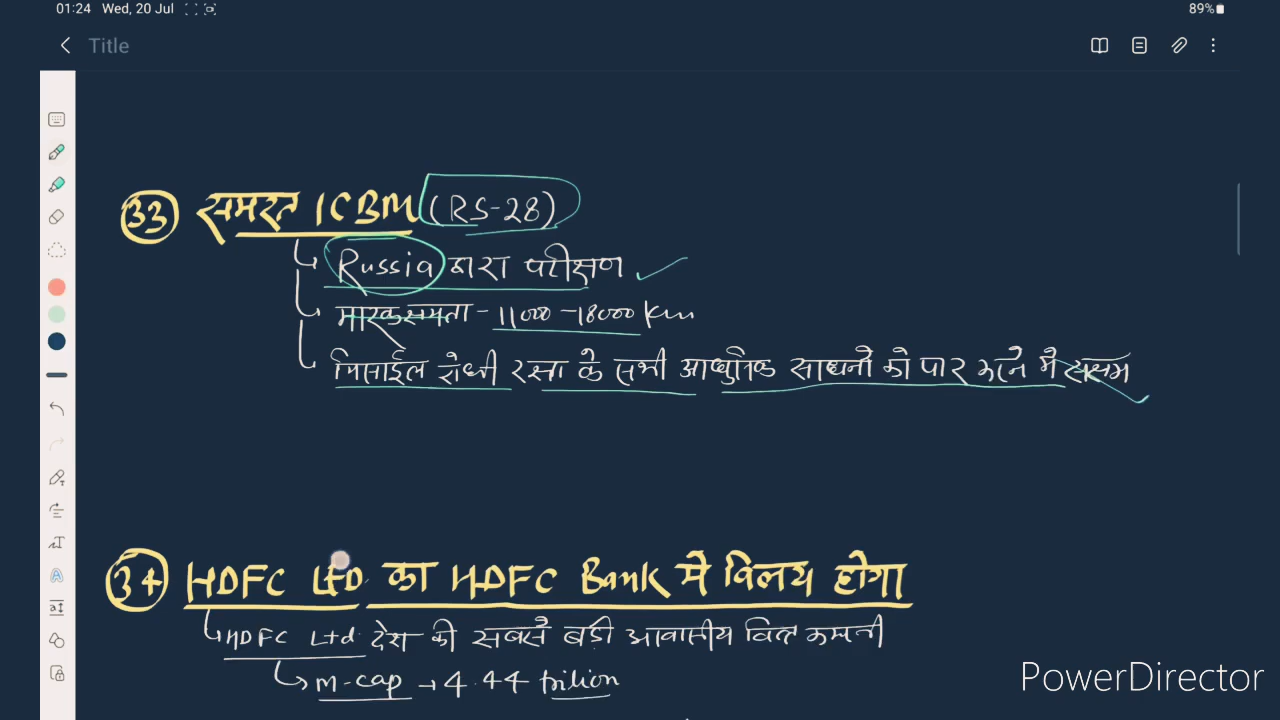 01:24 Wed, 20 Jul 89%
Title
33 समरत ICBM (RS-28)
Russia द्वारा परीक्षण
मारकक्षमता - 11000 -18000 km
मिसाईल रोधी रक्षा के सभी आधुनिक साधनो को पार करने मे सक्षम
34 HDFC LTD. का HDFC Bank मे विलय होगा
HDFC Ltd. देश की सबसे बड़ी आवासीय वित्त कम्पनी
m-cap → 4.44 trilion
PowerDirector